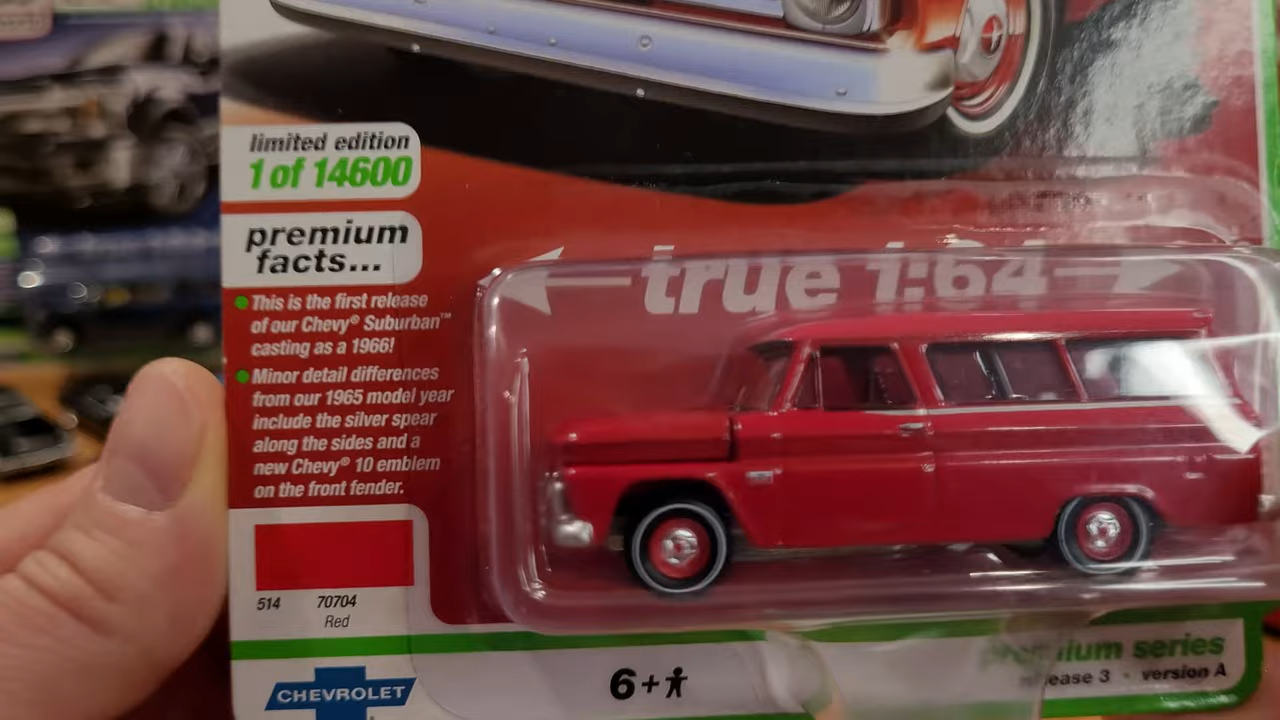 limited edition
1 of 14600
premium
facts...
This is the first release
of our Chevy® Suburban™
casting as a 1966!
Minor detail differences
from our 1965 model year
include the silver spear
along the sides and a
new Chevy® 10 emblem
on the front fender.
true 1:64
514 70704
Red
CHEVROLET
6+
premium series
release 3 • version A